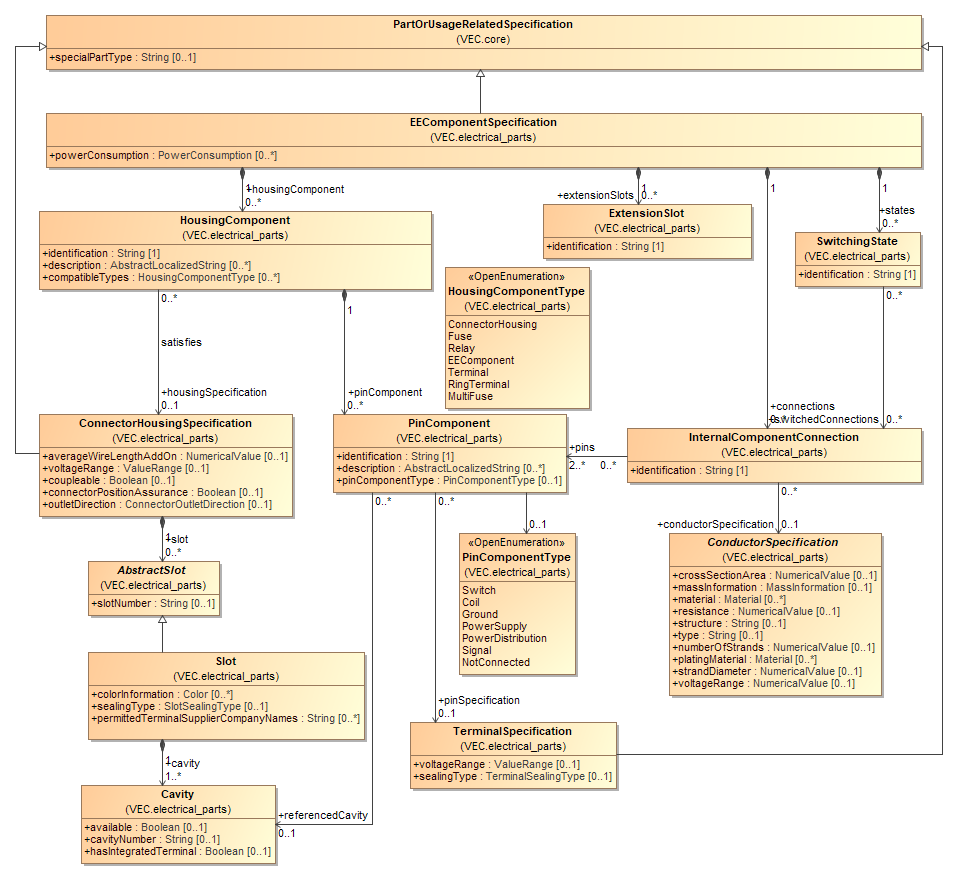 PartOrUsageRelatedSpecification
(VEC.core)
+specialPartType : String [0..1]
EEComponentSpecification
(VEC.electrical_parts)
+powerConsumption : PowerConsumption [0..*]
1
+housingComponent
0..*
+extensionSlots
1
0..*
1
1
+states
0..*
HousingComponent
(VEC.electrical_parts)
+identification : String [1]
+description : AbstractLocalizedString [0..*]
+compatibleTypes : HousingComponentType [0..*]
ExtensionSlot
(VEC.electrical_parts)
+identification : String [1]
SwitchingState
(VEC.electrical_parts)
+identification : String [1]
«OpenEnumeration»
HousingComponentType
(VEC.electrical_parts)
ConnectorHousing
Fuse
Relay
EEComponent
Terminal
RingTerminal
MultiFuse
0..*
satisfies
+housingSpecification
0..1
1
+pinComponent
0..*
0..*
+connections
+switchedConnections
0..*
ConnectorHousingSpecification
(VEC.electrical_parts)
+averageWireLengthAddOn : NumericalValue [0..1]
+voltageRange : ValueRange [0..1]
+coupleable : Boolean [0..1]
+connectorPositionAssurance : Boolean [0..1]
+outletDirection : ConnectorOutletDirection [0..1]
PinComponent
(VEC.electrical_parts)
+identification : String [1]
+description : AbstractLocalizedString [0..*]
+pinComponentType : PinComponentType [0..1]
+pins
2..*
0..*
InternalComponentConnection
(VEC.electrical_parts)
+identification : String [1]
0..*
+conductorSpecification
0..1
1
+slot
0..*
0..*
0..*
0..1
AbstractSlot
(VEC.electrical_parts)
+slotNumber : String [0..1]
«OpenEnumeration»
PinComponentType
(VEC.electrical_parts)
Switch
Coil
Ground
PowerSupply
PowerDistribution
Signal
NotConnected
ConductorSpecification
(VEC.electrical_parts)
+crossSectionArea : NumericalValue [0..1]
+massInformation : MassInformation [0..1]
+material : Material [0..*]
+resistance : NumericalValue [0..1]
+structure : String [0..1]
+type : String [0..1]
+numberOfStrands : NumericalValue [0..1]
+platingMaterial : Material [0..*]
+strandDiameter : NumericalValue [0..1]
+voltageRange : NumericalValue [0..1]
Slot
(VEC.electrical_parts)
+colorInformation : Color [0..*]
+sealingType : SlotSealingType [0..1]
+permittedTerminalSupplierCompanyNames : String [0..*]
+pinSpecification
0..1
TerminalSpecification
(VEC.electrical_parts)
+voltageRange : ValueRange [0..1]
+sealingType : TerminalSealingType [0..1]
1
+cavity
1..*
Cavity
(VEC.electrical_parts)
+available : Boolean [0..1]
+cavityNumber : String [0..1]
+hasIntegratedTerminal : Boolean [0..1]
+referencedCavity
0..1